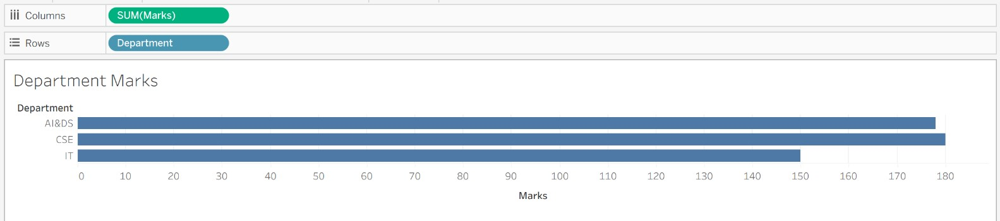 Columns SUM(Marks)
Rows Department
Department Marks
Department
AI&DS
CSE
IT
0 10 20 30 40 50 60 70 80 90 100 110 120 130 140 150 160 170 180
Marks